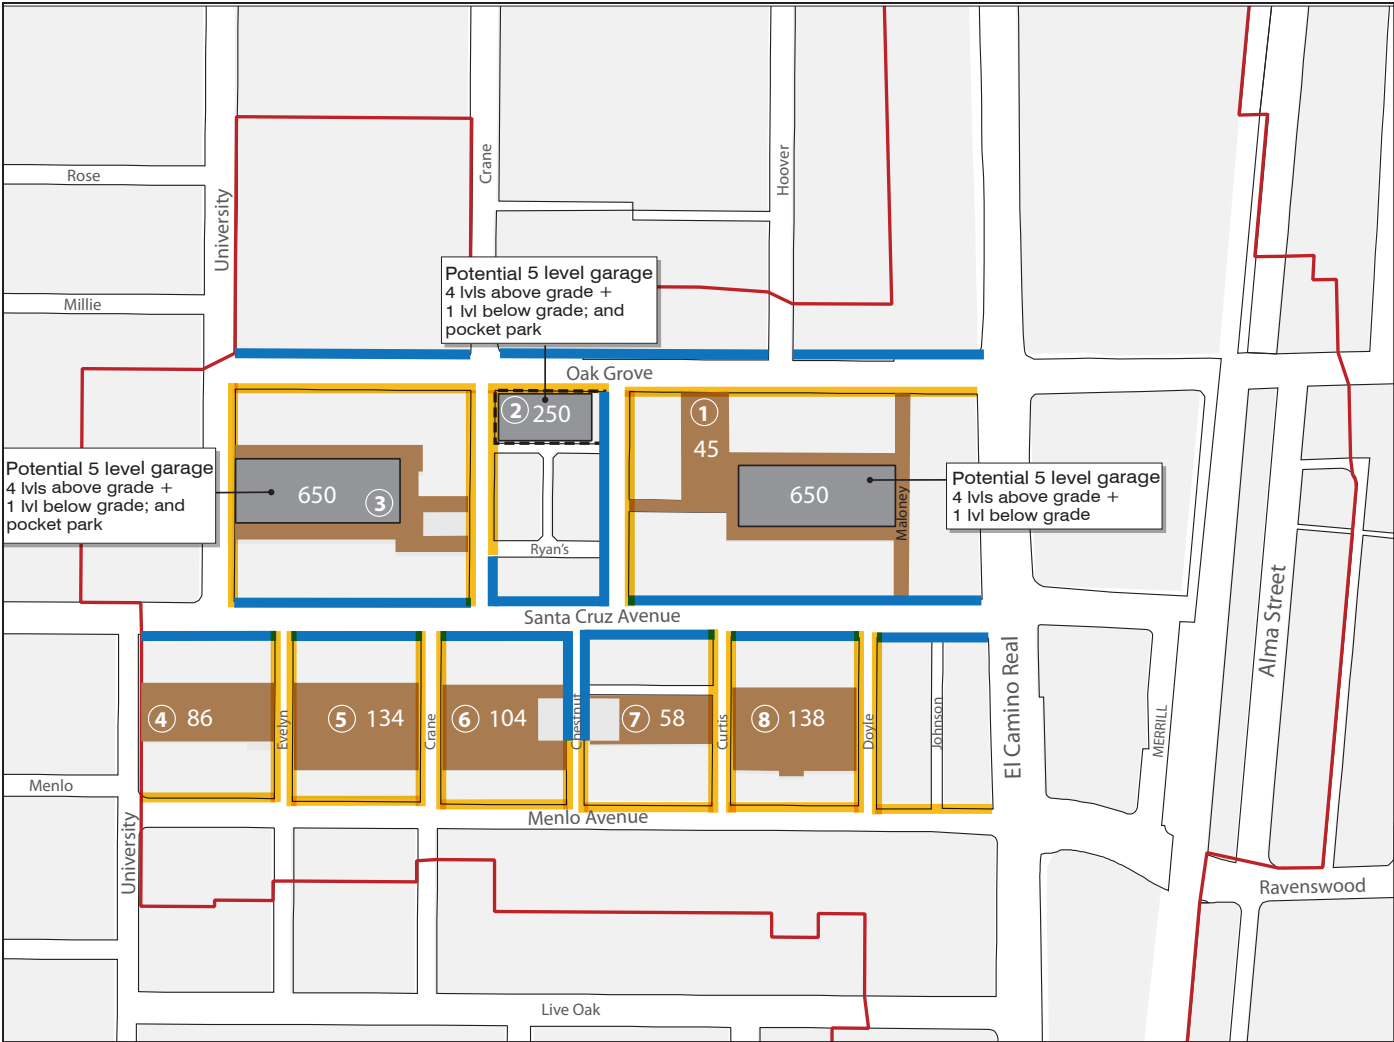 Rose
University
Crane
Hoover
Millie
Potential 5 level garage
4 lvls above grade +
1 lvl below grade; and
pocket park
Oak Grove
② 250
① 
45
Potential 5 level garage
4 lvls above grade +
1 lvl below grade; and
pocket park
650
③
650
Maloney
Potential 5 level garage
4 lvls above grade +
1 lvl below grade
Ryan's
Santa Cruz Avenue
Alma Street
El Camino Real
④ 86
Evelyn
⑤ 134
Crane
⑥ 104
Chestnut
⑦ 58
Curtis
⑧ 138
Doyle
Johnson
MERRILL
Menlo
Menlo Avenue
University
Ravenswood
Live Oak